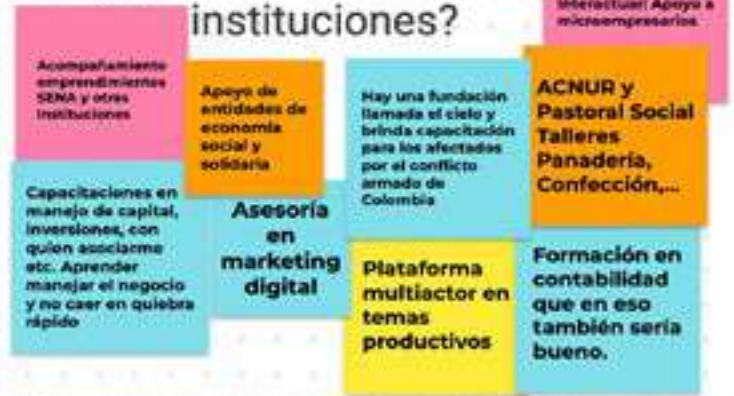 instituciones?
Interactuar: Apoyo a
microempresarios
Acompañamiento
emprendimientos
SENA y otras
Instituciones
Apoyo de
entidades de
economía
social y
solidaria
Hay una fundación
llamada el cielo y
brinda capacitación
para los afectados
por el conflicto
armado de
Colombia
ACNUR y
Pastoral Social
Talleres
Panadería,
Confección,...
Capacitaciones en
manejo de capital,
inversiones, con
quien asociarme
etc. Aprender
manejar el negocio
y no caer en quiebra
rápido
Asesoría
en
marketing
digital
Plataforma
multiactor en
temas
productivos
Formación en
contabilidad
que en eso
también sería
bueno.